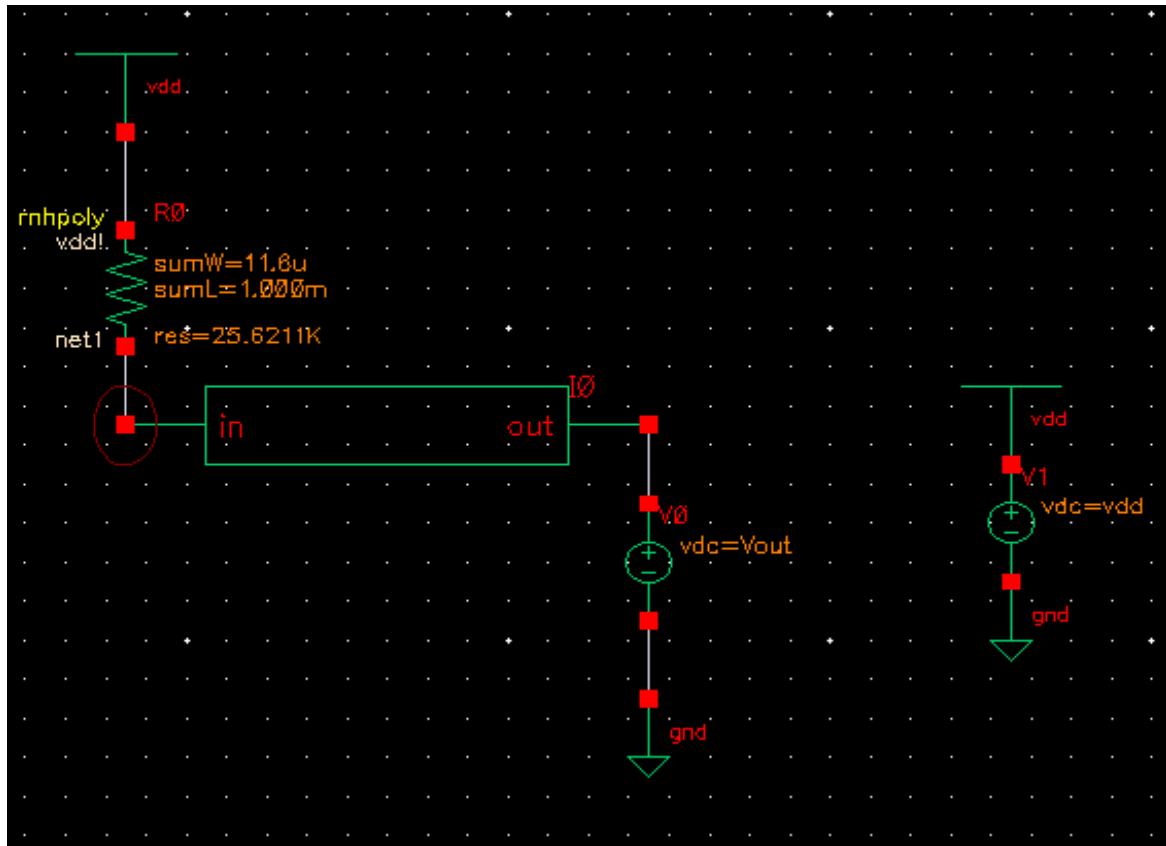 vdd
rnhpoly
R0
vdd!
sumW=11.6u
sumL=1.000m
net1
res=25.6211K
I0
in
out
vdd
V1
vdc=vdd
V0
vdc=Vout
gnd
gnd